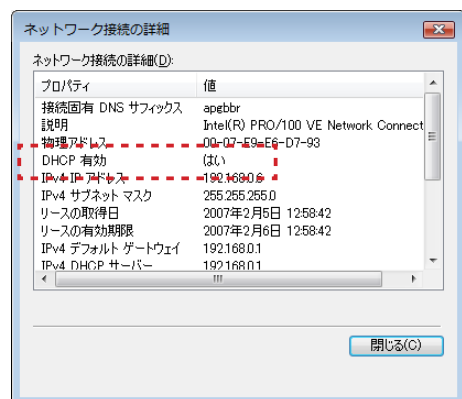 ネットワーク接続の詳細
ネットワーク接続の詳細(D):
プロパティ 値
接続固有 DNS サフィックス apegbbr
説明 Intel(R) PRO/100 VE Network Connect
物理アドレス 00-07-E9-E6-D7-93
DHCP 有効 はい
IPv4 IP アドレス 192.168.0.6
IPv4 サブネット マスク 255.255.255.0
リースの取得日 2007年2月5日 12:58:42
リースの有効期限 2007年2月6日 12:58:42
IPv4 デフォルト ゲートウェイ 192.168.0.1
IPv4 DHCP サーバー 192.168.0.1
閉じる(C)